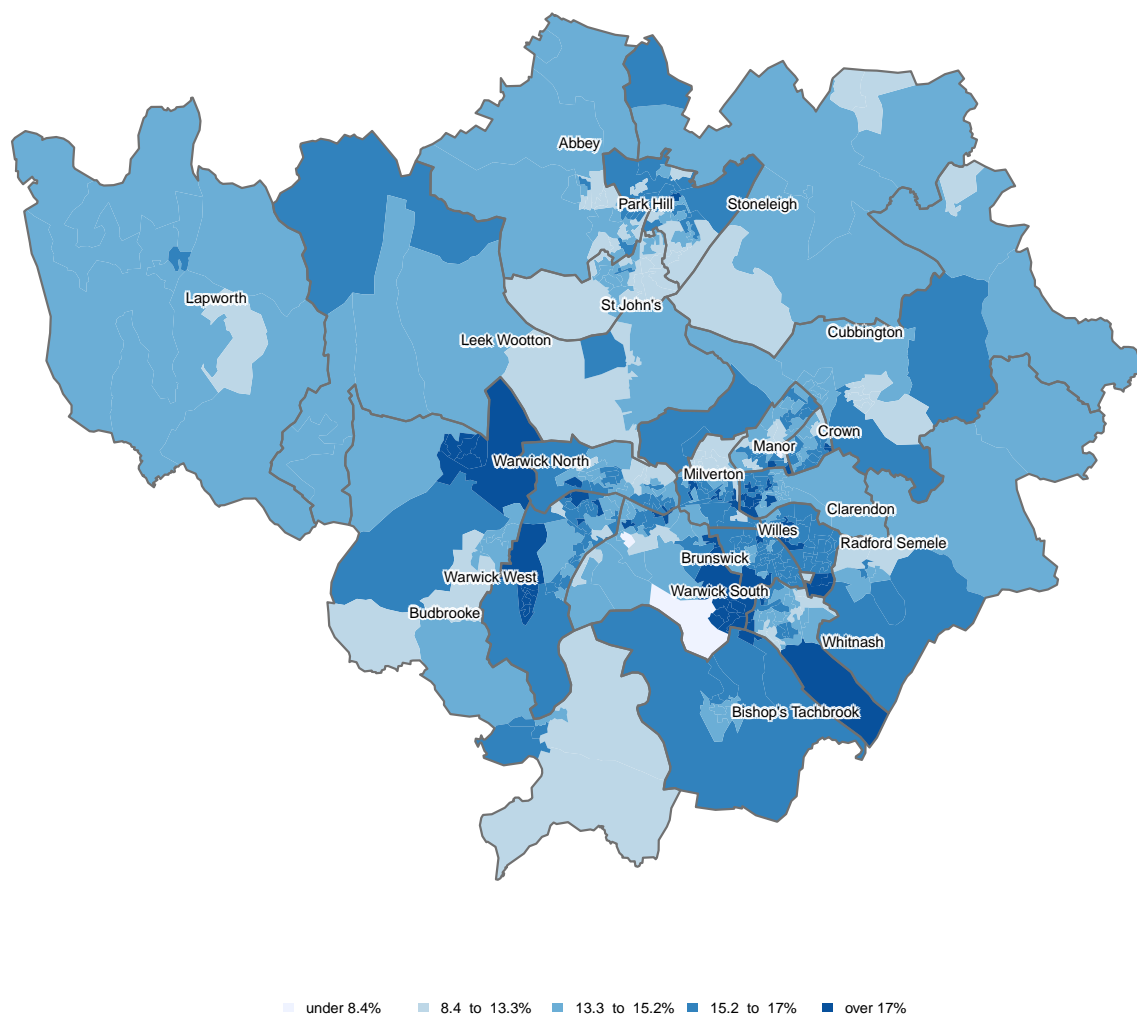 Abbey
Park Hill
Stoneleigh
Lapworth
St John's
Leek Wootton
Cubbington
Crown
Manor
Warwick North
Milverton
Clarendon
Willes
Radford Semele
Brunswick
Warwick West
Warwick South
Budbrooke
Whitnash
Bishop's Tachbrook
under 8.4% 8.4 to 13.3% 13.3 to 15.2% 15.2 to 17% over 17%